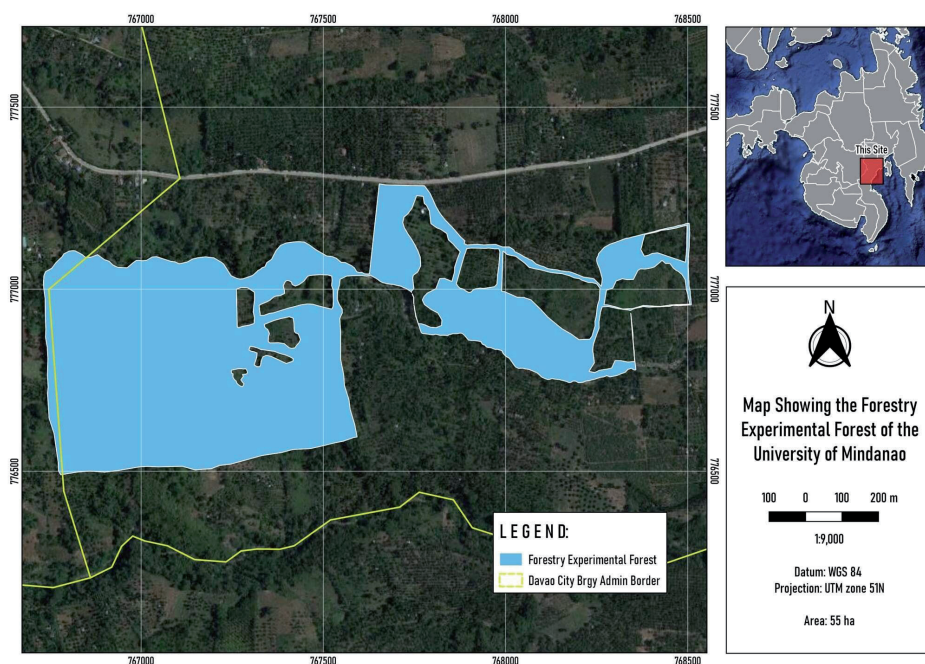 767000
767500
768000
768500
777500
777500
777000
777000
776500
776500
767000
767500
768000
768500
LEGEND:
Forestry Experimental Forest
Davao City Brgy Admin Border
This Site
N
Map Showing the Forestry
Experimental Forest of the
University of Mindanao
100 0 100 200 m
1:9,000
Datum: WGS 84
Projection: UTM zone 51N
Area: 55 ha